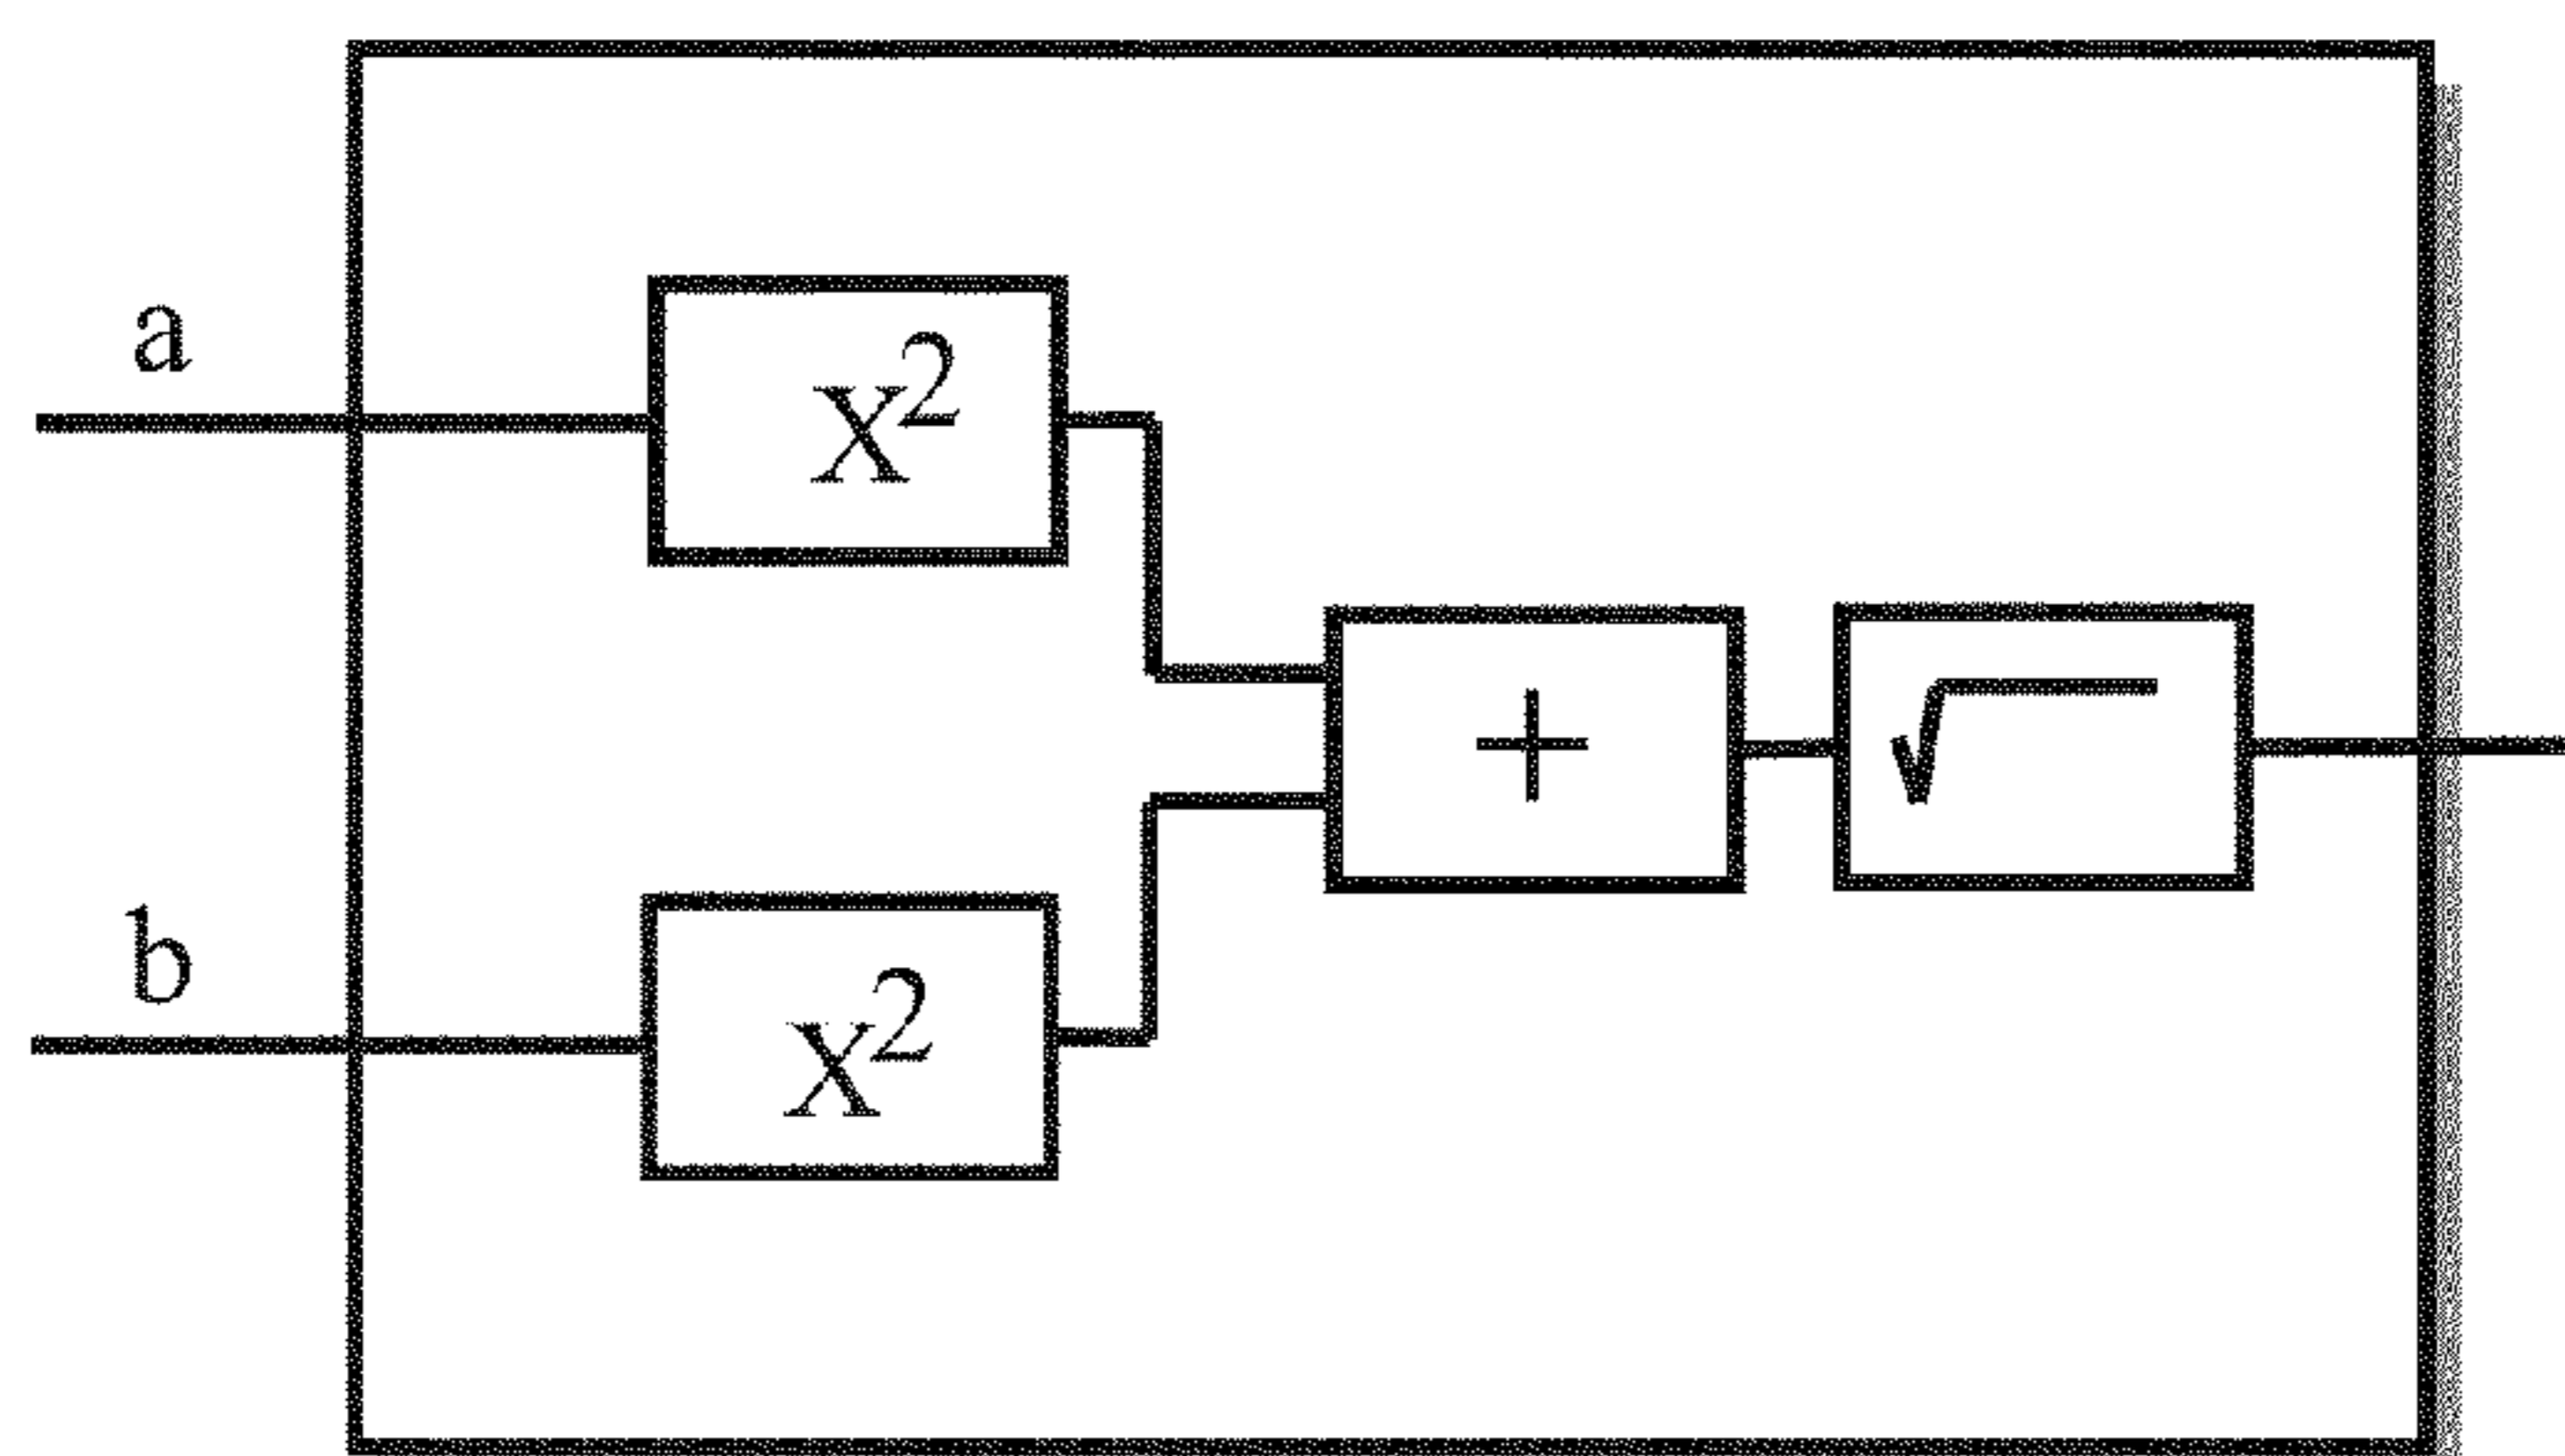 a
x²
+
√
b
x²